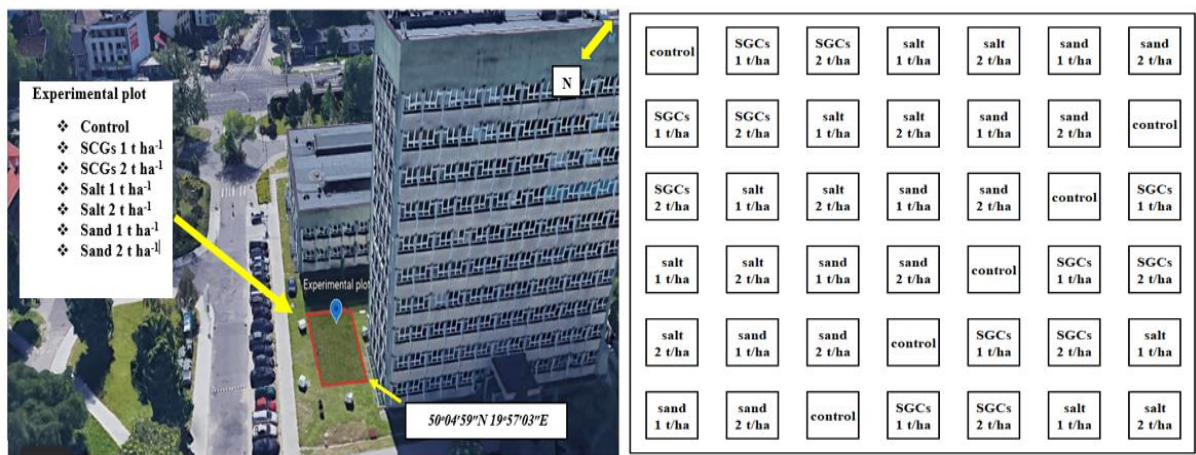 N
Experimental plot
❖ Control
❖ SCGs 1 t ha⁻¹
❖ SCGs 2 t ha⁻¹
❖ Salt 1 t ha⁻¹
❖ Salt 2 t ha⁻¹
❖ Sand 1 t ha⁻¹
❖ Sand 2 t ha⁻¹
Experimental plot
50°04'59"N 19°57'03"E
control
SGCs
1 t/ha
SGCs
2 t/ha
salt
1 t/ha
salt
2 t/ha
sand
1 t/ha
sand
2 t/ha
SGCs
1 t/ha
SGCs
2 t/ha
salt
1 t/ha
salt
2 t/ha
sand
1 t/ha
sand
2 t/ha
control
SGCs
2 t/ha
salt
1 t/ha
salt
2 t/ha
sand
1 t/ha
sand
2 t/ha
control
SGCs
1 t/ha
salt
1 t/ha
salt
2 t/ha
sand
1 t/ha
sand
2 t/ha
control
SGCs
1 t/ha
SGCs
2 t/ha
salt
2 t/ha
sand
1 t/ha
sand
2 t/ha
control
SGCs
1 t/ha
SGCs
2 t/ha
salt
1 t/ha
sand
1 t/ha
sand
2 t/ha
control
SGCs
1 t/ha
SGCs
2 t/ha
salt
1 t/ha
salt
2 t/ha